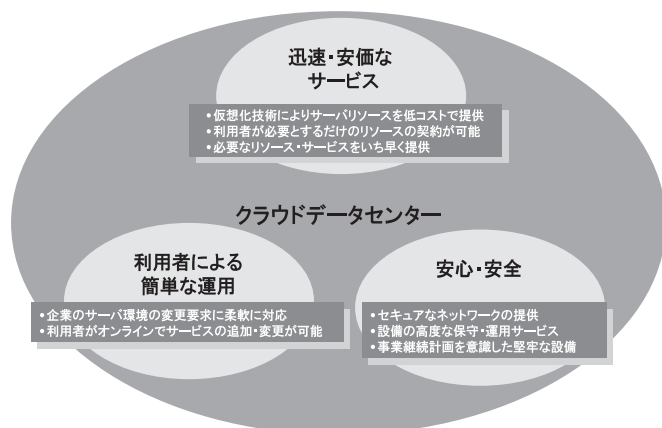 迅速・安価な
サービス
・仮想化技術によりサーバリソースを低コストで提供
・利用者が必要とするだけのリソースの契約が可能
・必要なリソース・サービスをいち早く提供
クラウドデータセンター
利用者による
簡単な運用
・企業のサーバ環境の変更要求に柔軟に対応
・利用者がオンラインでサービスの追加・変更が可能
安心・安全
・セキュアなネットワークの提供
・設備の高度な保守・運用サービス
・事業継続計画を意識した堅牢な設備